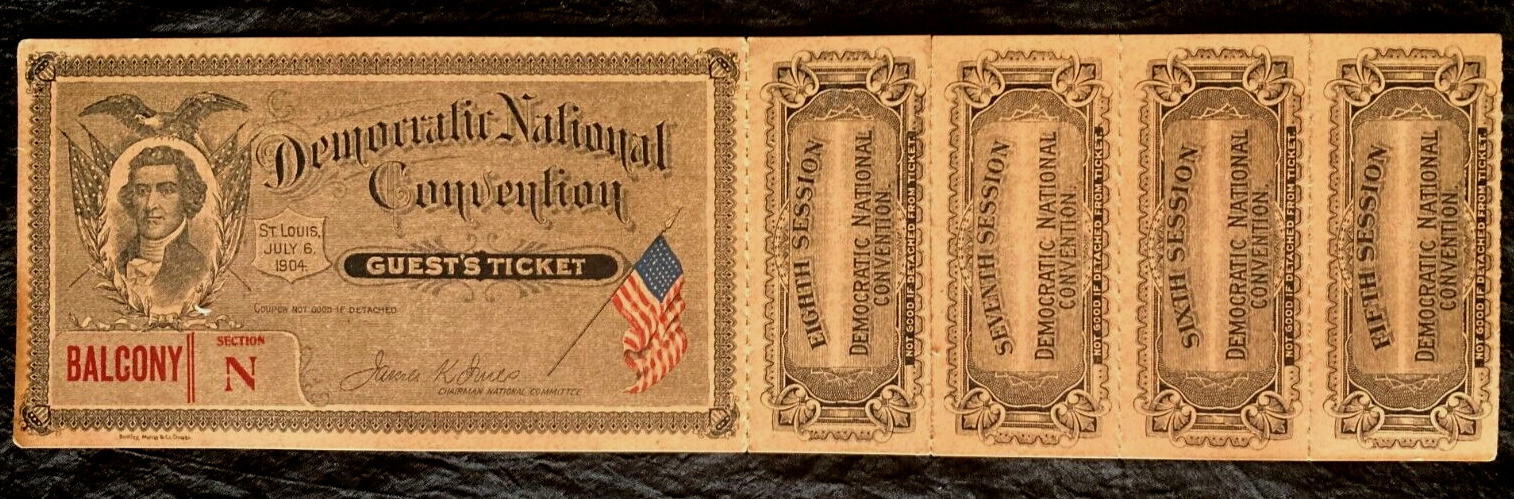 Democratic National
Convention
ST. LOUIS,
JULY 6,
1904
GUEST'S TICKET
COUPON NOT GOOD IF DETACHED
BALCONY
SECTION
N
James K Jones
CHAIRMAN NATIONAL COMMITTEE
EIGHTH SESSION
DEMOCRATIC NATIONAL
CONVENTION.
NOT GOOD IF DETACHED FROM TICKET.
SEVENTH SESSION
DEMOCRATIC NATIONAL
CONVENTION.
NOT GOOD IF DETACHED FROM TICKET.
SIXTH SESSION
DEMOCRATIC NATIONAL
CONVENTION.
NOT GOOD IF DETACHED FROM TICKET.
FIFTH SESSION
DEMOCRATIC NATIONAL
CONVENTION.
NOT GOOD IF DETACHED FROM TICKET.